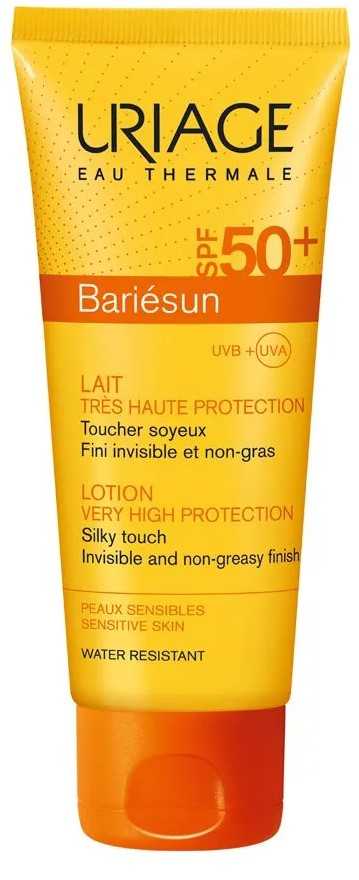 URIAGE
EAU THERMALE
SPF 50+
Bariésun
UVB + UVA
LAIT
TRÈS HAUTE PROTECTION
Toucher soyeux
Fini invisible et non-gras
LOTION
VERY HIGH PROTECTION
Silky touch
Invisible and non-greasy finish
PEAUX SENSIBLES
SENSITIVE SKIN
WATER RESISTANT